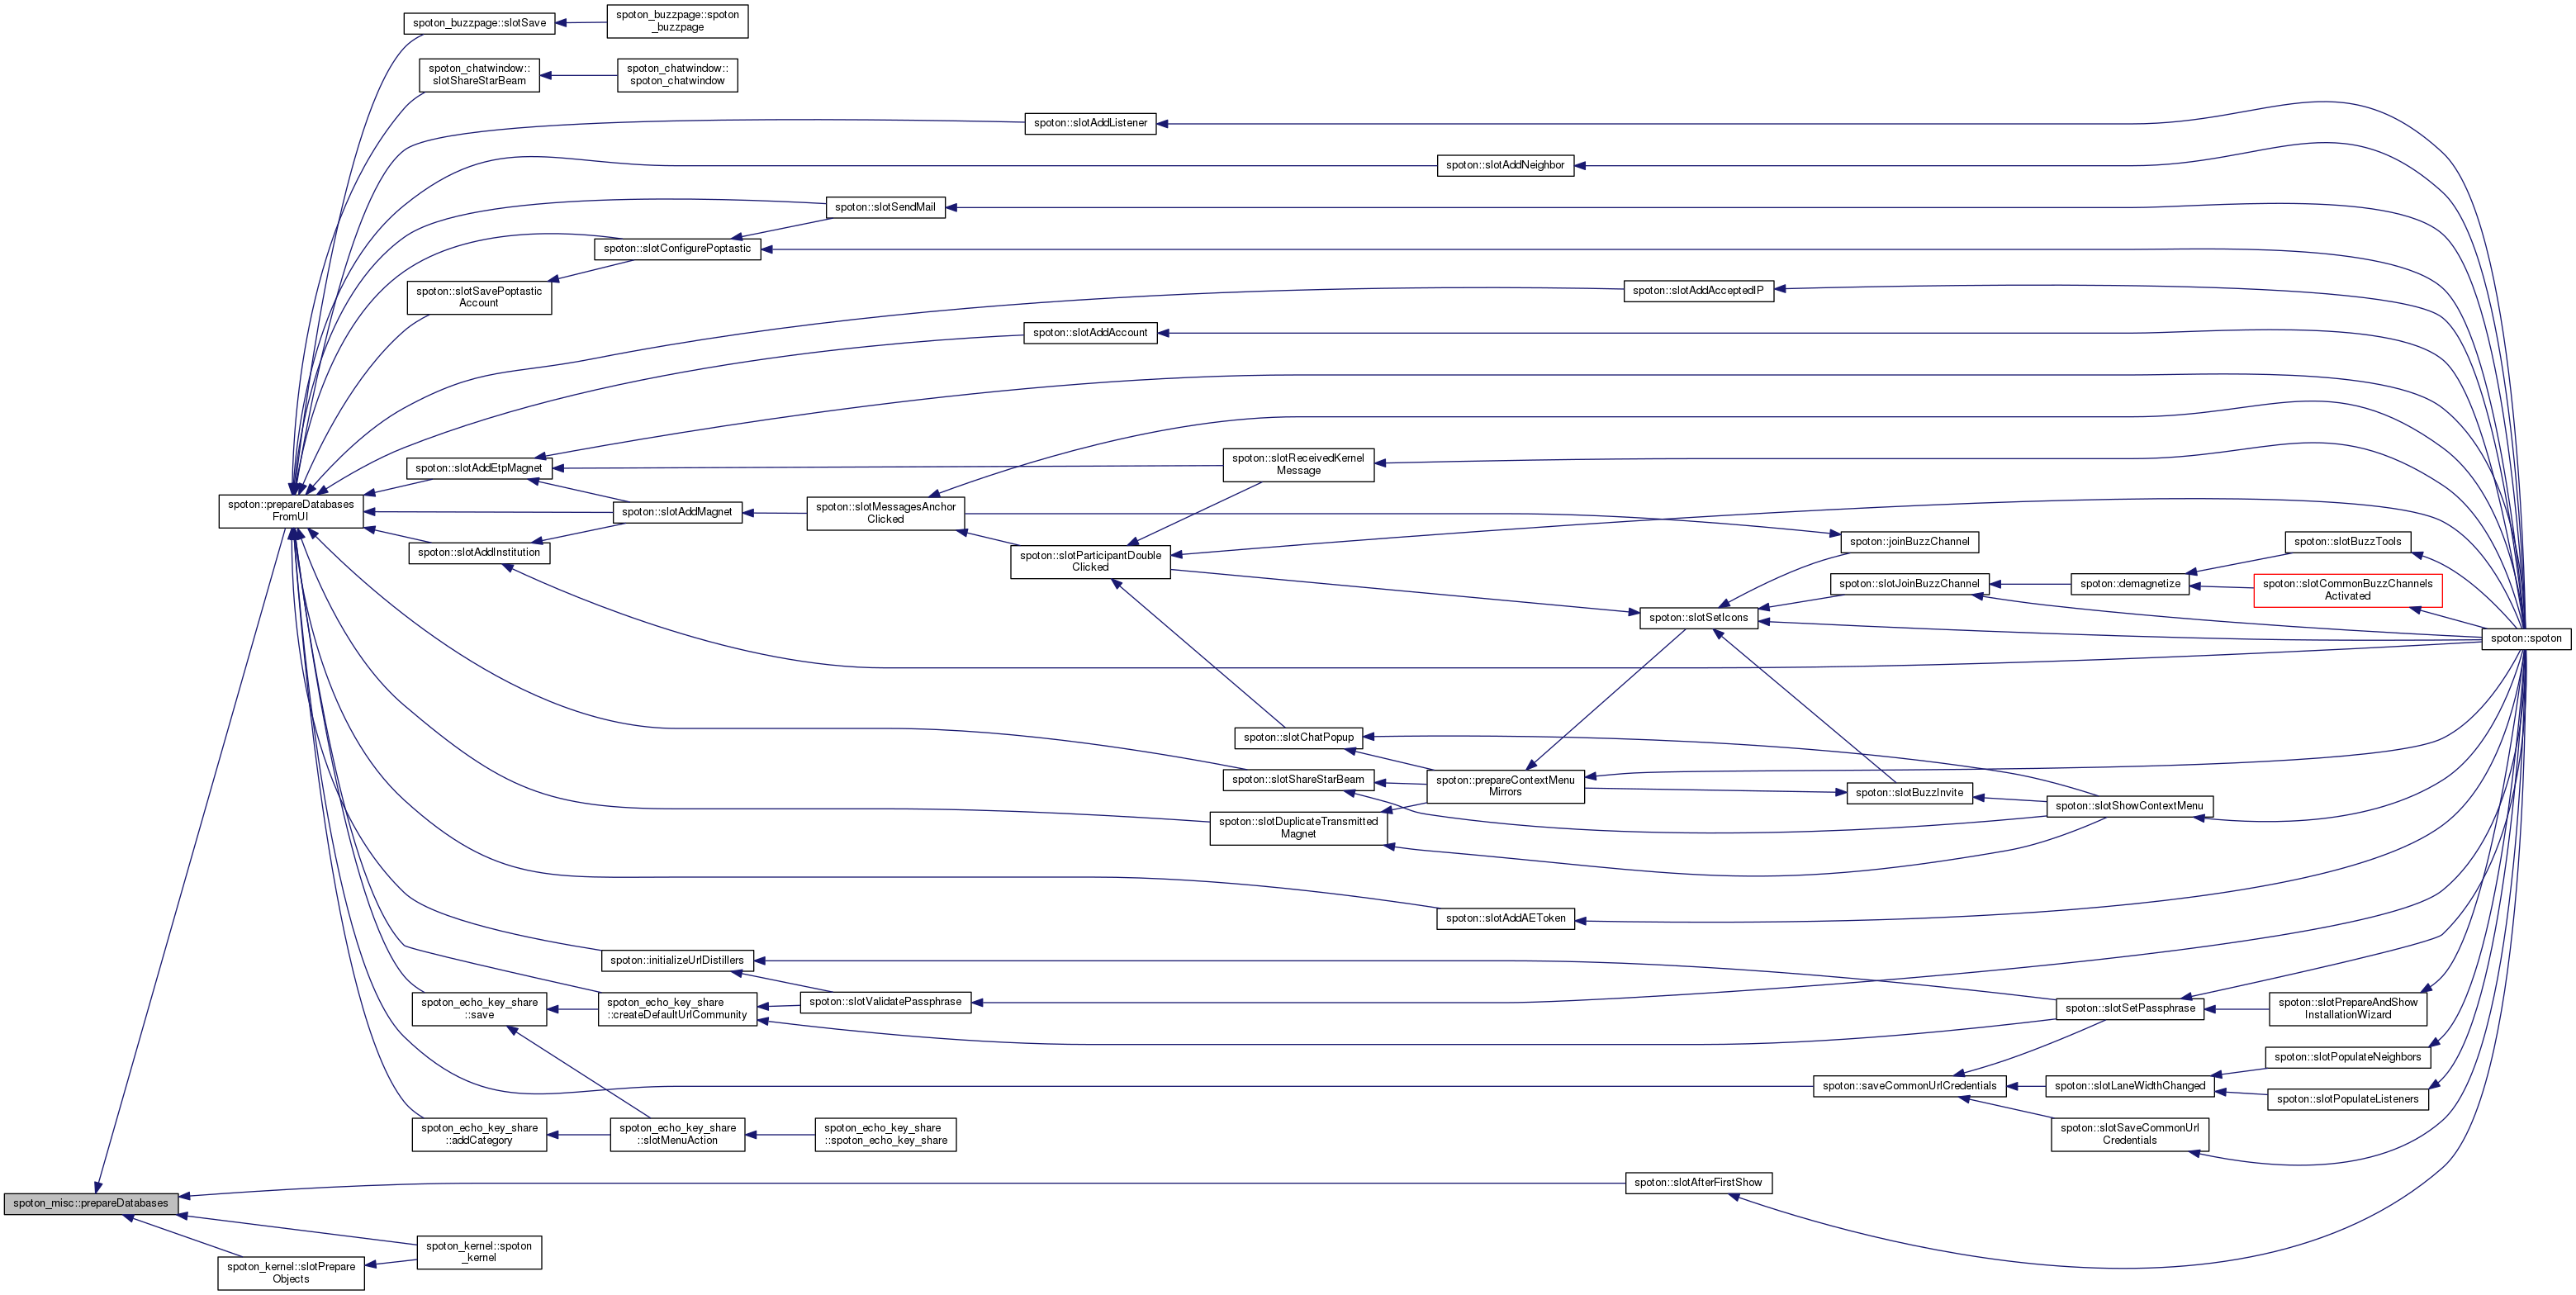 spoton_buzzpage::slotSave
spoton_buzzpage::spoton
_buzzpage
spoton_chatwindow::
slotShareStarBeam
spoton_chatwindow::
spoton_chatwindow
spoton::slotAddListener
spoton::slotAddNeighbor
spoton::slotSendMail
spoton::slotConfigurePoptastic
spoton::slotSavePoptastic
Account
spoton::slotAddAcceptedIP
spoton::slotAddAccount
spoton::slotAddEtpMagnet
spoton::slotReceivedKernel
Message
spoton::prepareDatabases
FromUI
spoton::slotAddMagnet
spoton::slotMessagesAnchor
Clicked
spoton::slotAddInstitution
spoton::slotParticipantDouble
Clicked
spoton::joinBuzzChannel
spoton::slotBuzzTools
spoton::slotJoinBuzzChannel
spoton::demagnetize
spoton::slotCommonBuzzChannels
Activated
spoton::slotSetIcons
spoton::spoton
spoton::slotChatPopup
spoton::slotShareStarBeam
spoton::prepareContextMenu
Mirrors
spoton::slotBuzzInvite
spoton::slotShowContextMenu
spoton::slotDuplicateTransmitted
Magnet
spoton::slotAddAEToken
spoton::initializeUrlDistillers
spoton_echo_key_share
::save
spoton_echo_key_share
::createDefaultUrlCommunity
spoton::slotValidatePassphrase
spoton::slotSetPassphrase
spoton::slotPrepareAndShow
InstallationWizard
spoton::slotPopulateNeighbors
spoton::saveCommonUrlCredentials
spoton::slotLaneWidthChanged
spoton::slotPopulateListeners
spoton_echo_key_share
::addCategory
spoton_echo_key_share
::slotMenuAction
spoton_echo_key_share
::spoton_echo_key_share
spoton::slotSaveCommonUrl
Credentials
spoton::slotAfterFirstShow
spoton_misc::prepareDatabases
spoton_kernel::spoton
_kernel
spoton_kernel::slotPrepare
Objects